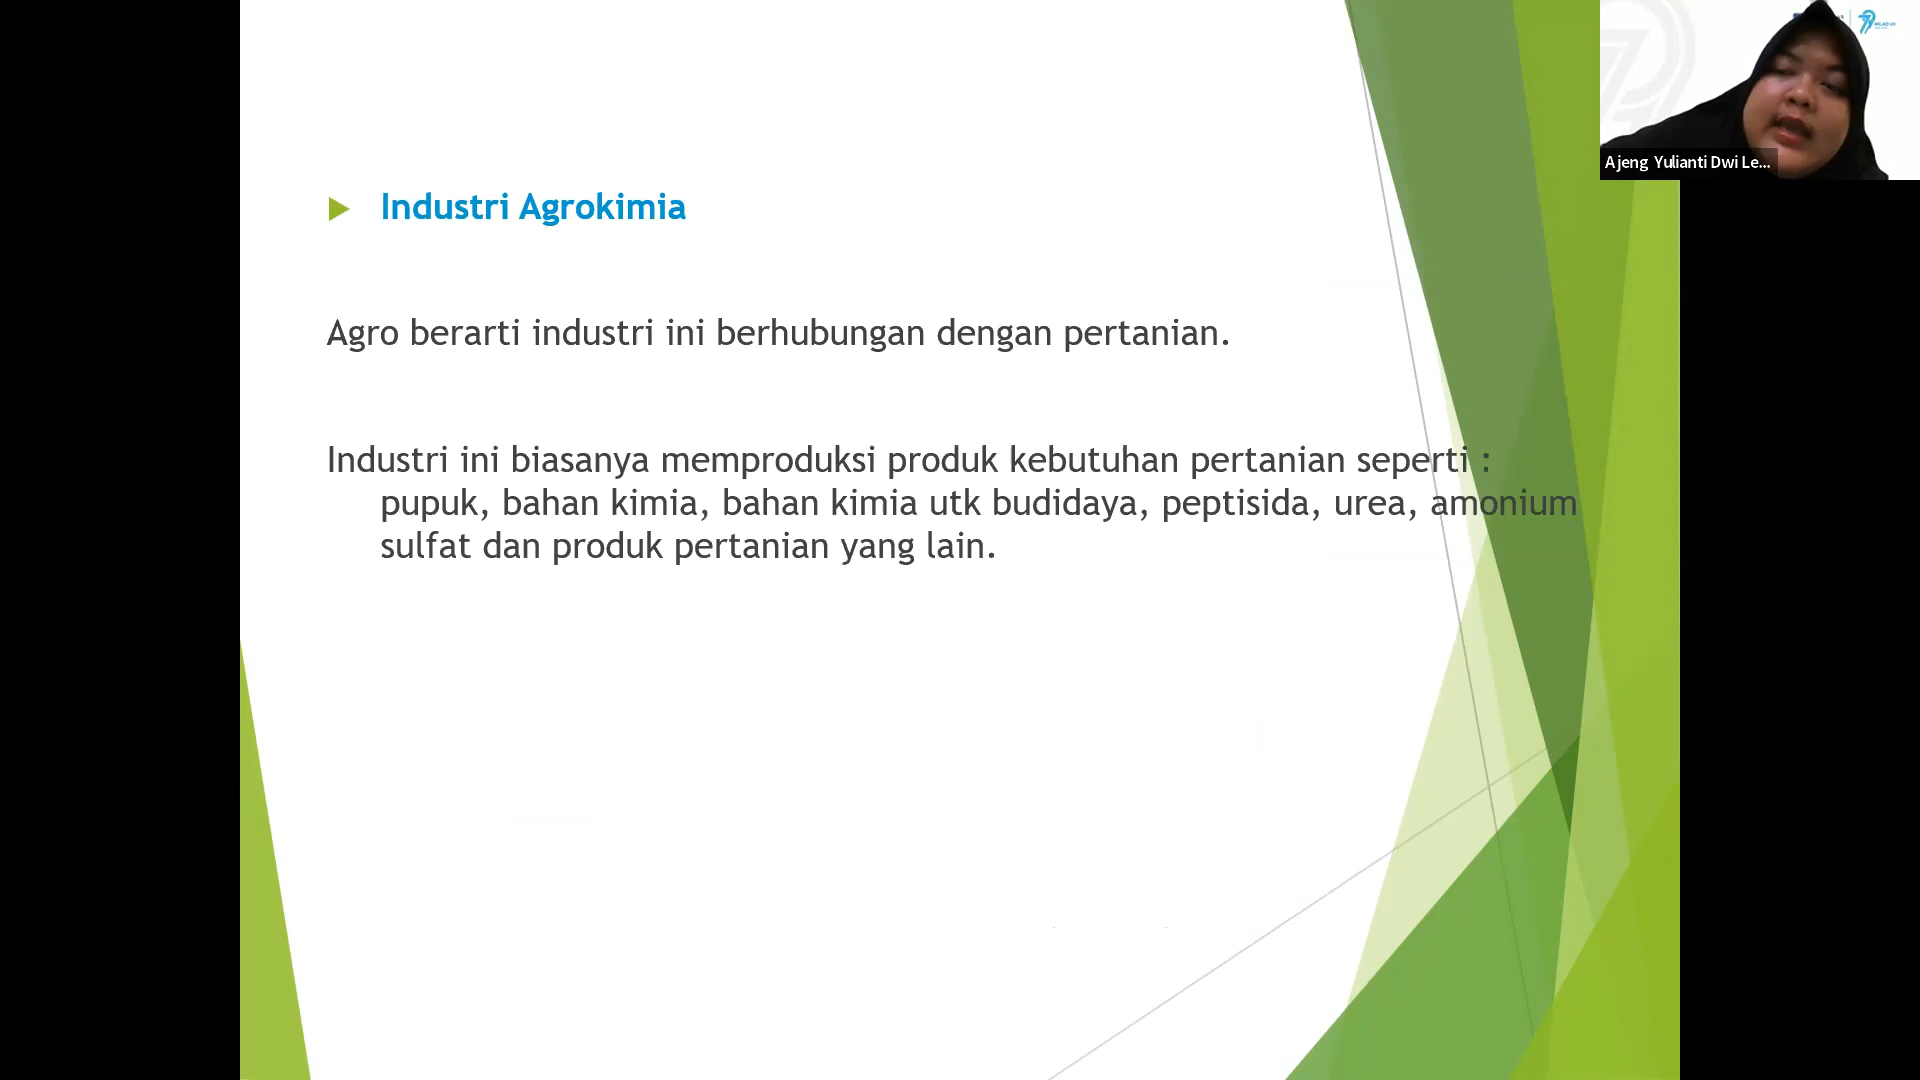 Industri Agrokimia
Agro berarti industri ini berhubungan dengan pertanian.
Industri ini biasanya memproduksi produk kebutuhan pertanian seperti :
pupuk, bahan kimia, bahan kimia utk budidaya, peptisida, urea, amonium
sulfat dan produk pertanian yang lain.
Ajeng Yulianti Dwi Le...